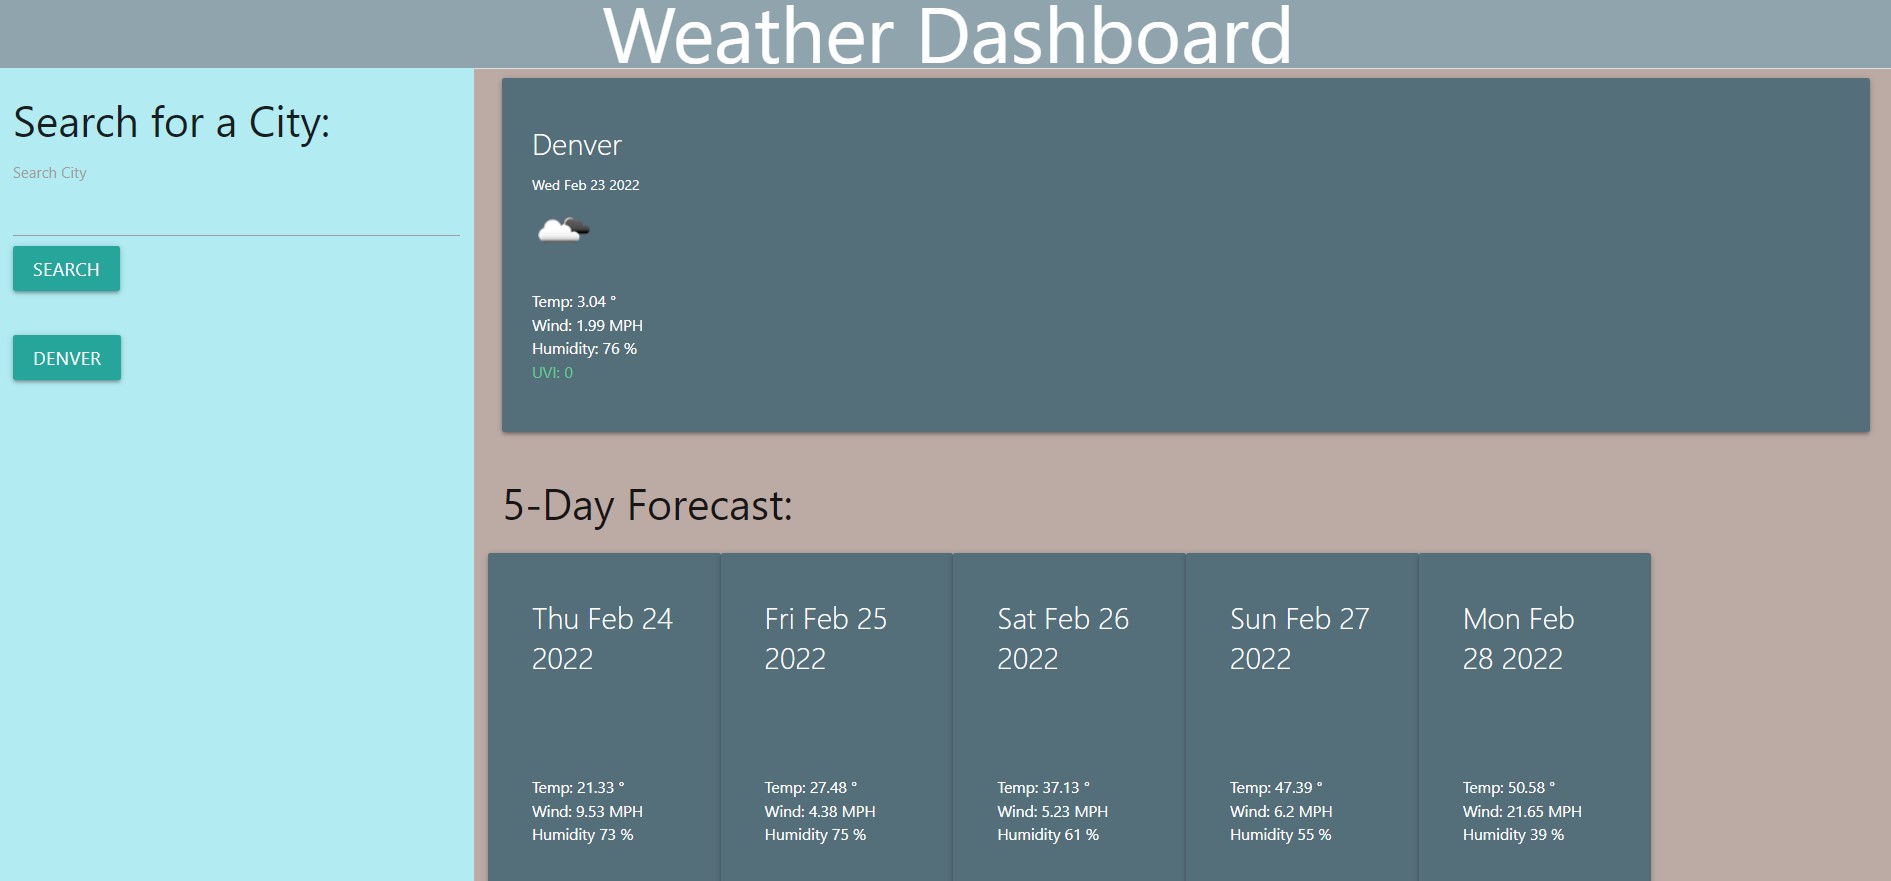 Weather Dashboard
Search for a City:
Search City
SEARCH
DENVER
Denver
Wed Feb 23 2022
Temp: 3.04 °
Wind: 1.99 MPH
Humidity: 76 %
UVI: 0
5-Day Forecast:
Thu Feb 24
2022
Temp: 21.33 °
Wind: 9.53 MPH
Humidity 73 %
Fri Feb 25
2022
Temp: 27.48 °
Wind: 4.38 MPH
Humidity 75 %
Sat Feb 26
2022
Temp: 37.13 °
Wind: 5.23 MPH
Humidity 61 %
Sun Feb 27
2022
Temp: 47.39 °
Wind: 6.2 MPH
Humidity 55 %
Mon Feb
28 2022
Temp: 50.58 °
Wind: 21.65 MPH
Humidity 39 %